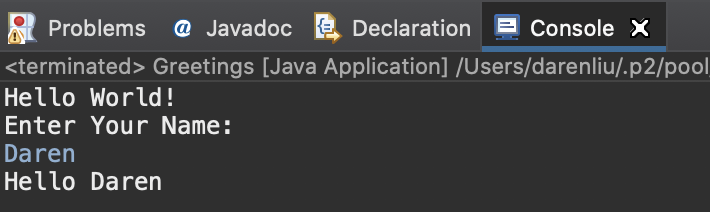 Problems @ Javadoc Declaration Console
<terminated> Greetings [Java Application] /Users/darenliu/.p2/pool
Hello World!
Enter Your Name:
Daren
Hello Daren